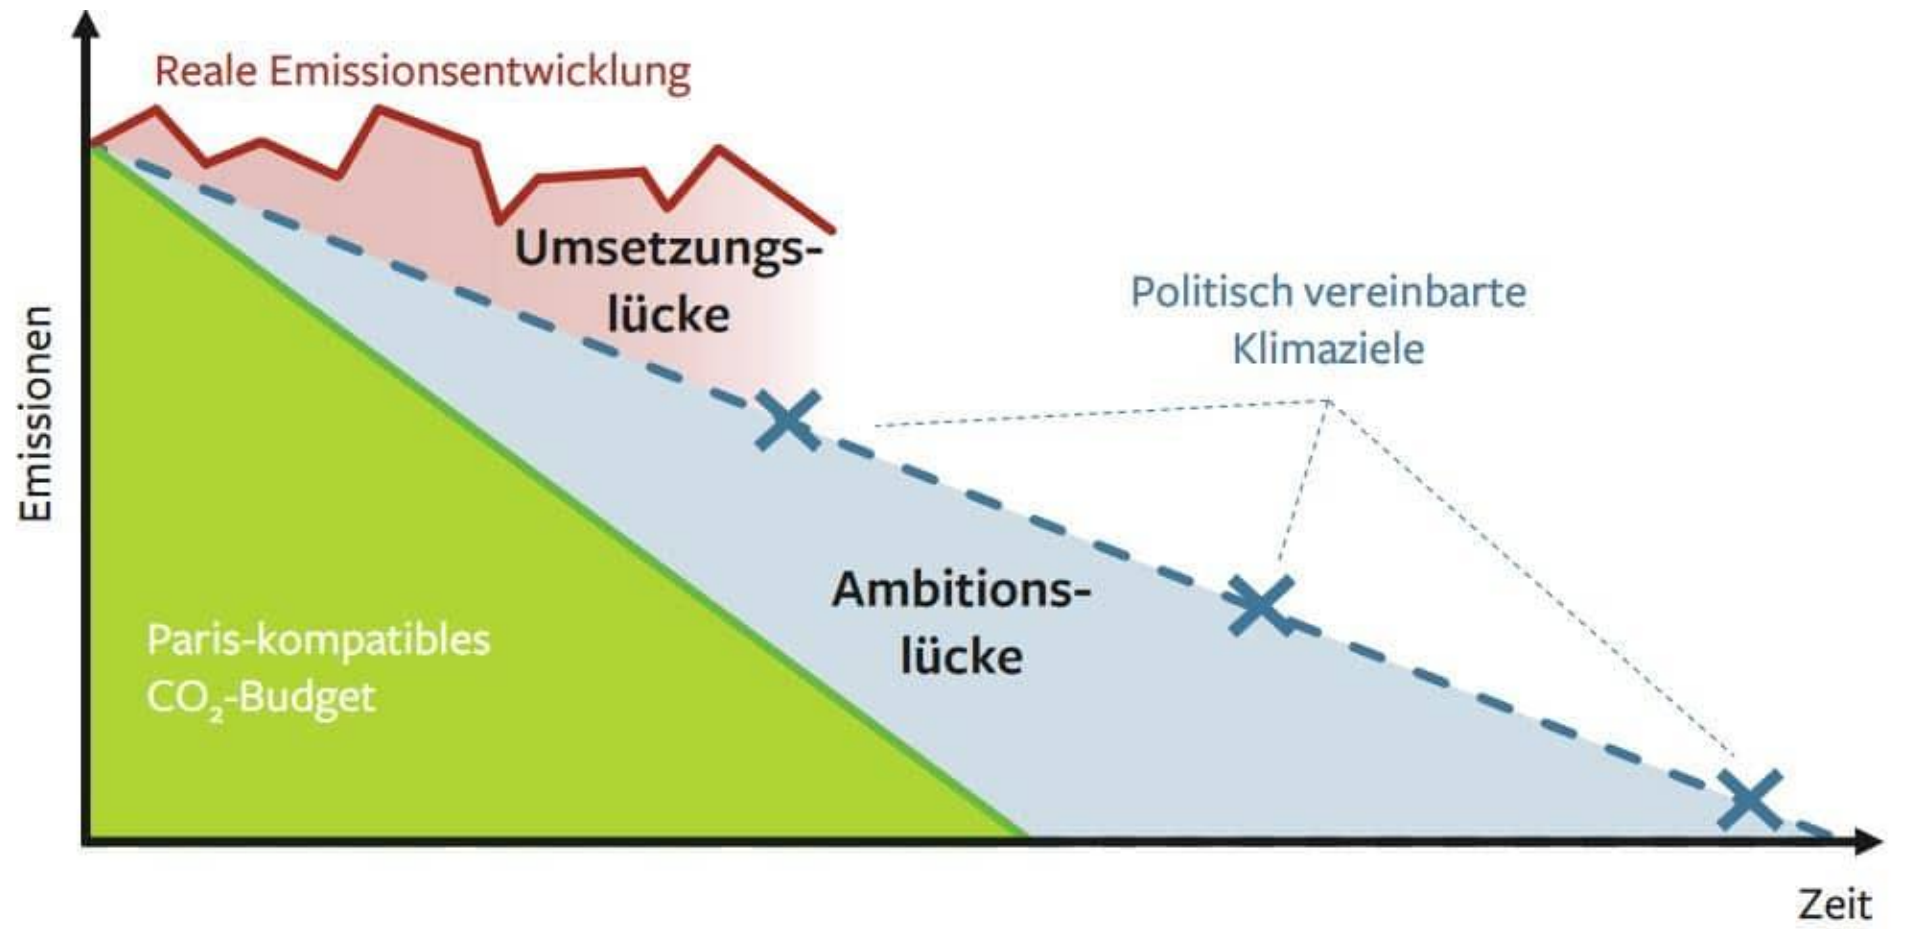 Reale Emissionsentwicklung
Umsetzungs-
lücke
Politisch vereinbarte
Klimaziele
Emissionen
Ambitions-
lücke
Paris-kompatibles
CO₂-Budget
Zeit